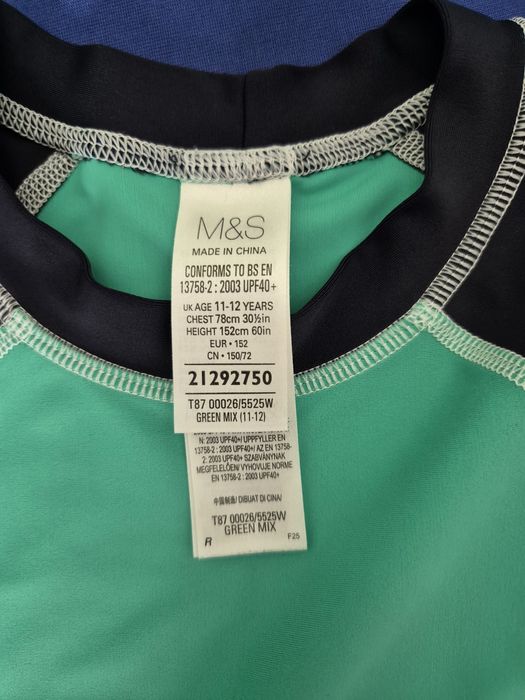 M&S
MADE IN CHINA
CONFORMS TO BS EN
13758-2 : 2003 UPF40+
UK AGE 11-12 YEARS
CHEST 78cm 30½in
HEIGHT 152cm 60in
EUR • 152
CN • 150/72
21292750
T87 00026/5525W
GREEN MIX (11-12)
N: 2003 UPF40+/UPPFYLLER EN
13758-2 : 2003 UPF40+/ AZ EN 13758-
2: 2003 UPF40+ SZABVÁNYNAK
MEGFELELŐEN/ VYHOVUJE NORME
EN 13758-2 : 2003 UPF40+
中国制造/ DIBUAT DI CINA/
T87 00026/5525W
GREEN MIX
R F25